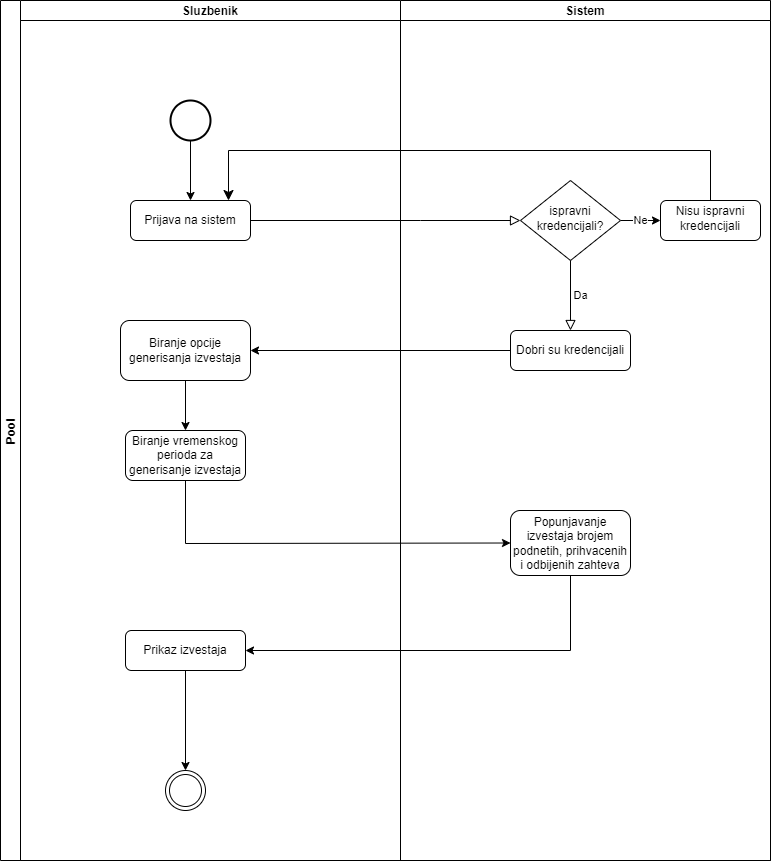 Sluzbenik
Sistem
Pool
Prijava na sistem
ispravni
kredencijali?
Ne
Nisu ispravni
kredencijali
Da
Biranje opcije
generisanja izvestaja
Dobri su kredencijali
Biranje vremenskog
perioda za
generisanje izvestaja
Popunjavanje
izvestaja brojem
podnetih, prihvacenih
i odbijenih zahteva
Prikaz izvestaja